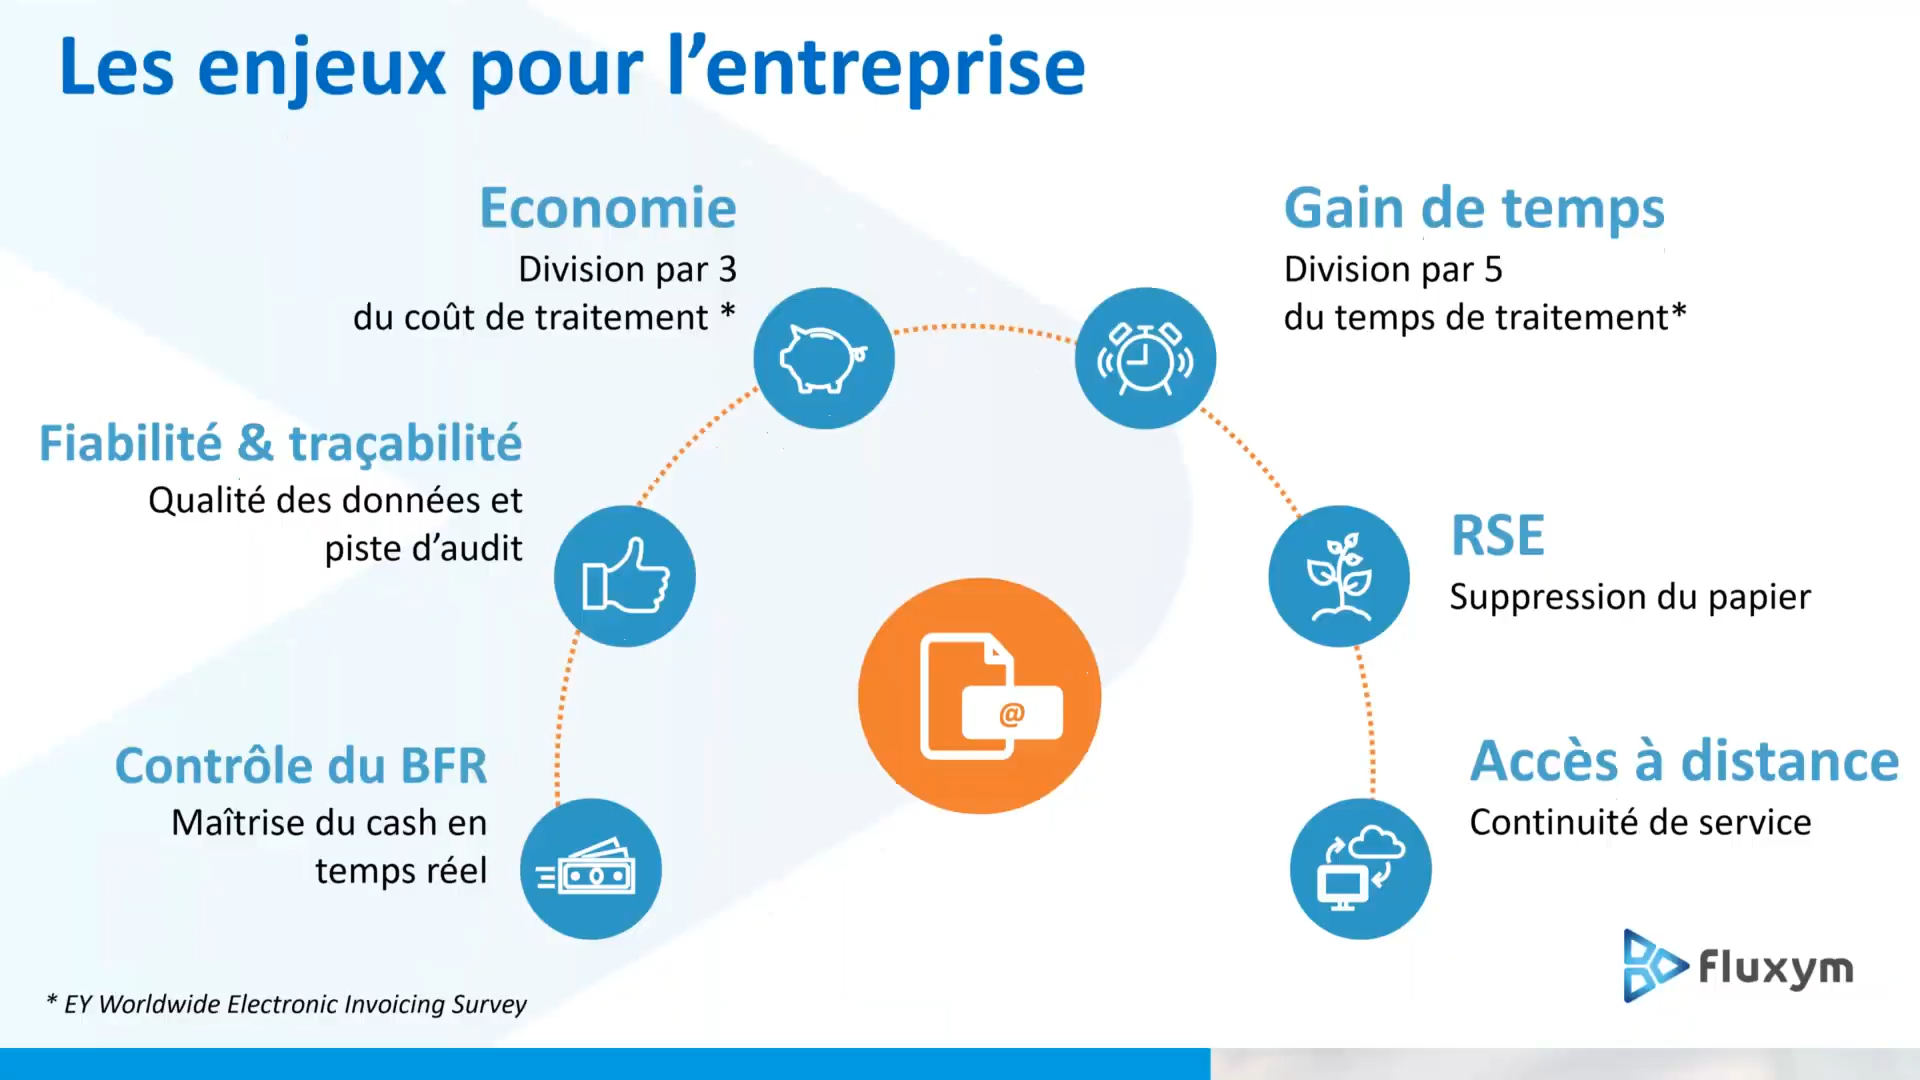 Les enjeux pour l’entreprise
Economie
Division par 3
du coût de traitement *
Gain de temps
Division par 5
du temps de traitement*
Fiabilité & traçabilité
Qualité des données et
piste d’audit
RSE
Suppression du papier
@
Contrôle du BFR
Maîtrise du cash en
temps réel
Accès à distance
Continuité de service
fluxym
* EY Worldwide Electronic Invoicing Survey